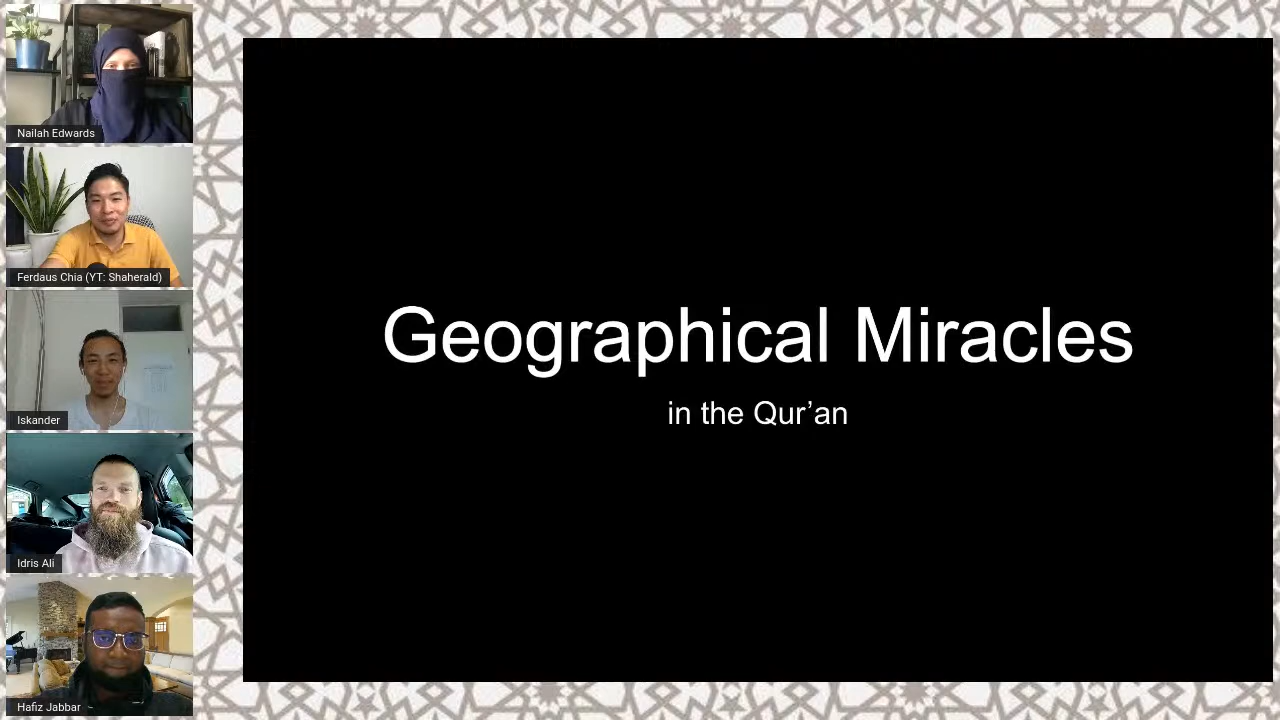 Nailah Edwards
Ferdaus Chia (YT: Shaherald)
Iskander
Idris Ali
Hafiz Jabbar
Geographical Miracles
in the Qur’an